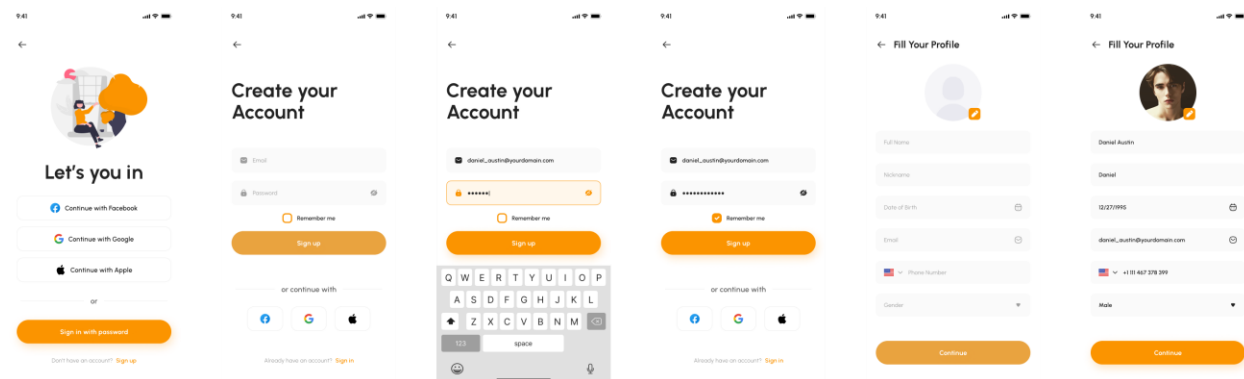 9:41
Let's you in
Continue with Facebook
Continue with Google
Continue with Apple
or
Sign in with password
Don't have an account? Sign up
9:41
Create your
Account
Email
Password
Remember me
Sign up
or continue with
Already have an account? Sign in
9:41
Create your
Account
daniel_austin@yourdomain.com
Remember me
Sign up
Q W E R T Y U I O P
A S D F G H J K L
Z X C V B N M
123 space
9:41
Create your
Account
daniel_austin@yourdomain.com
Remember me
Sign up
or continue with
Already have an account? Sign in
9:41
Fill Your Profile
Full Name
Nickname
Date of Birth
Email
Phone Number
Gender
Continue
9:41
Fill Your Profile
Daniel Austin
Daniel
12/27/1995
daniel_austin@yourdomain.com
+1 111 467 378 399
Male
Continue